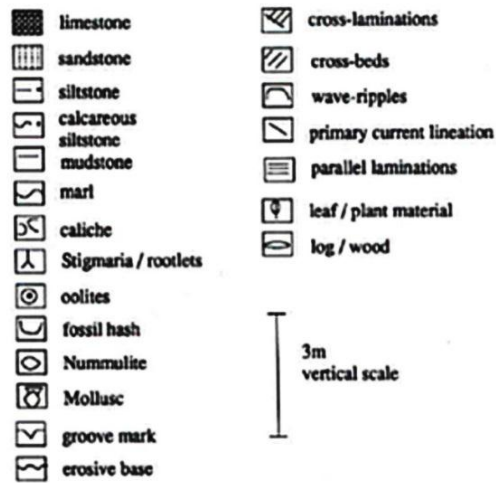 limestone
sandstone
siltstone
calcareous
siltstone
mudstone
marl
caliche
Stigmaria / rootlets
oolites
fossil hash
Nummulite
Mollusc
groove mark
erosive base
cross-laminations
cross-beds
wave-ripples
primary current lineation
parallel laminations
leaf / plant material
log / wood
3m
vertical scale